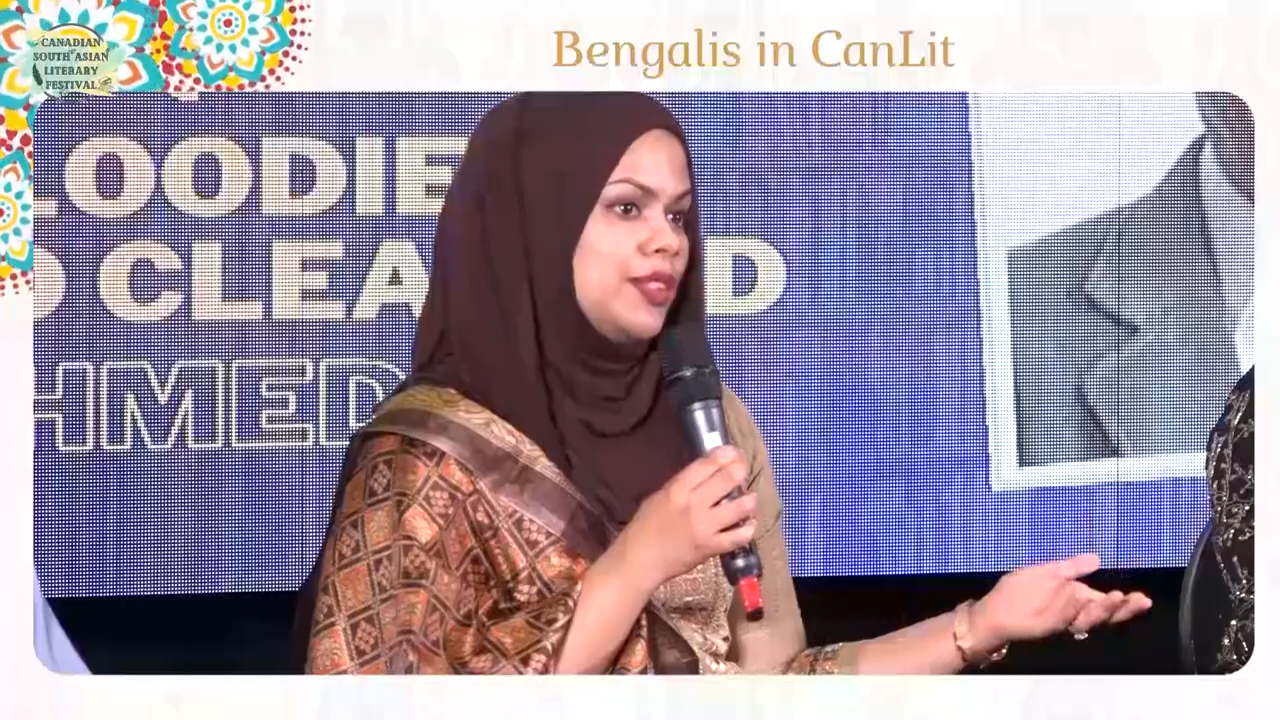 CANADIAN
SOUTH ASIAN
LITERARY
FESTIVAL
Bengalis in CanLit
LOODIE
D CLEA D
HMED